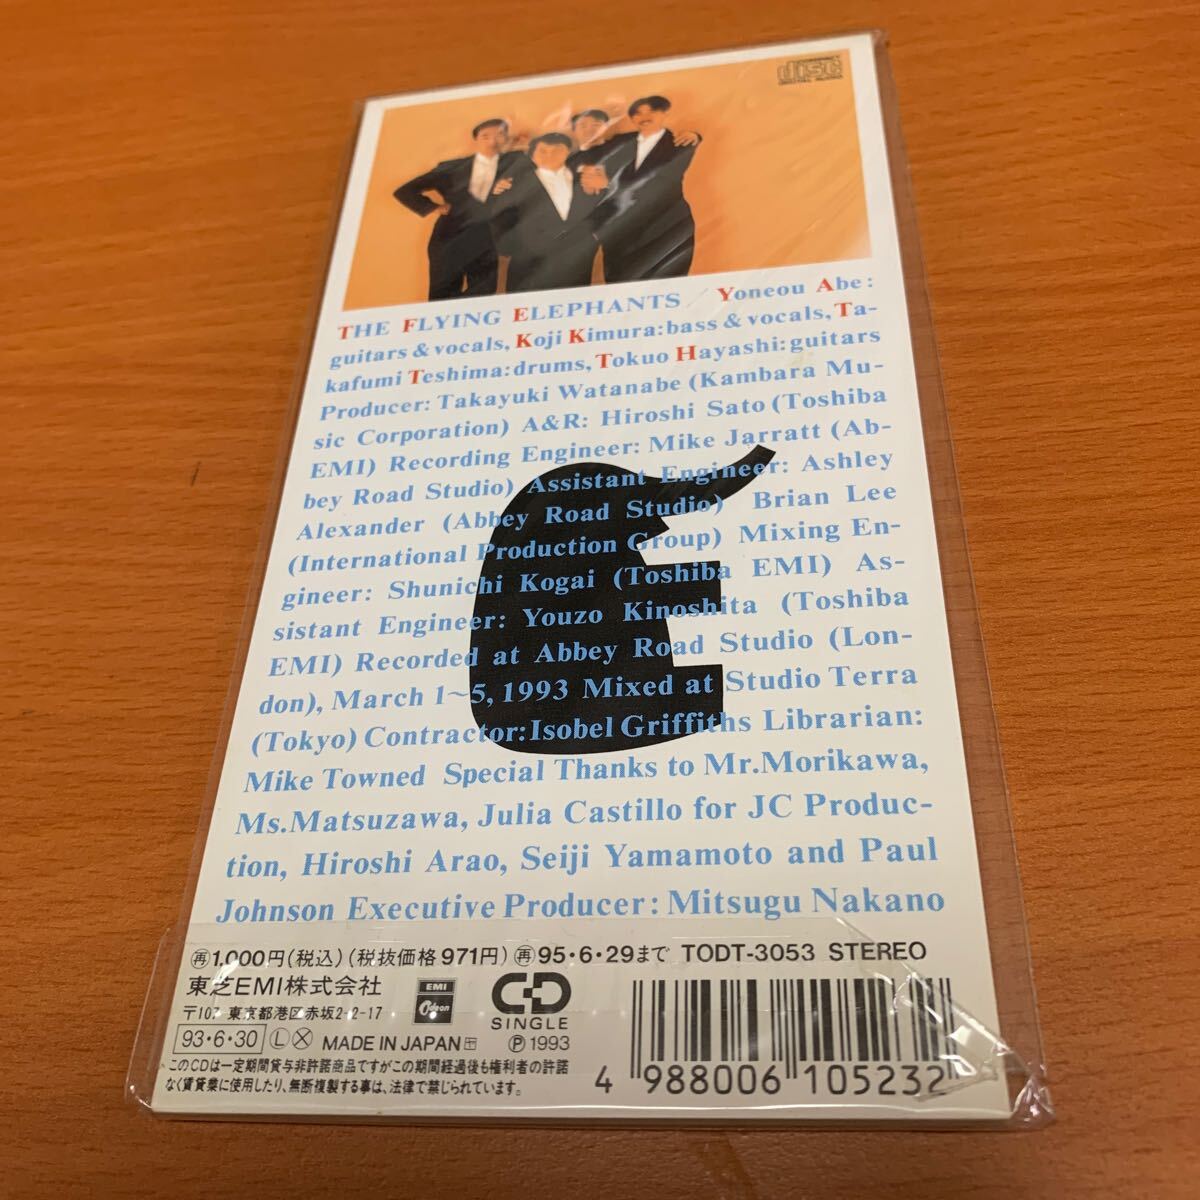 COMPACT
disc
DIGITAL AUDIO
THE FLYING ELEPHANTS / Yoneou Abe:
guitars & vocals, Koji Kimura: bass & vocals, Ta-
kafumi Teshima: drums, Tokuo Hayashi: guitars
Producer: Takayuki Watanabe (Kambara Mu-
sic Corporation) A&R: Hiroshi Sato (Toshiba
EMI) Recording Engineer: Mike Jarratt (Ab-
bey Road Studio) Assistant Engineer: Ashley
Alexander (Abbey Road Studio) Brian Lee
(International Production Group) Mixing En-
gineer: Shunichi Kogai (Toshiba EMI) As-
sistant Engineer: Youzo Kinoshita (Toshiba
EMI) Recorded at Abbey Road Studio (Lon-
don), March 1~5, 1993 Mixed at Studio Terra
(Tokyo) Contractor: Isobel Griffiths Librarian:
Mike Towned Special Thanks to Mr.Morikawa,
Ms.Matsuzawa, Julia Castillo for JC Produc-
tion, Hiroshi Arao, Seiji Yamamoto and Paul
Johnson Executive Producer: Mitsugu Nakano
㊢1,000円(税込)(税抜価格971円)㊢95・6・29まで TODT-3053 STEREO
東芝EMI株式会社
〒107 東京都港区赤坂2-2-17
EMI
Odeon
CD
SINGLE
93・6・30 Ⓛ Ⓧ MADE IN JAPAN ℗1993
このCDは一定期間貸与非許諾商品ですがこの期間経過後も権利者の許諾
なく賃貸業に使用したり、無断複製する事は、法律で禁じられています。
4 988006 105232